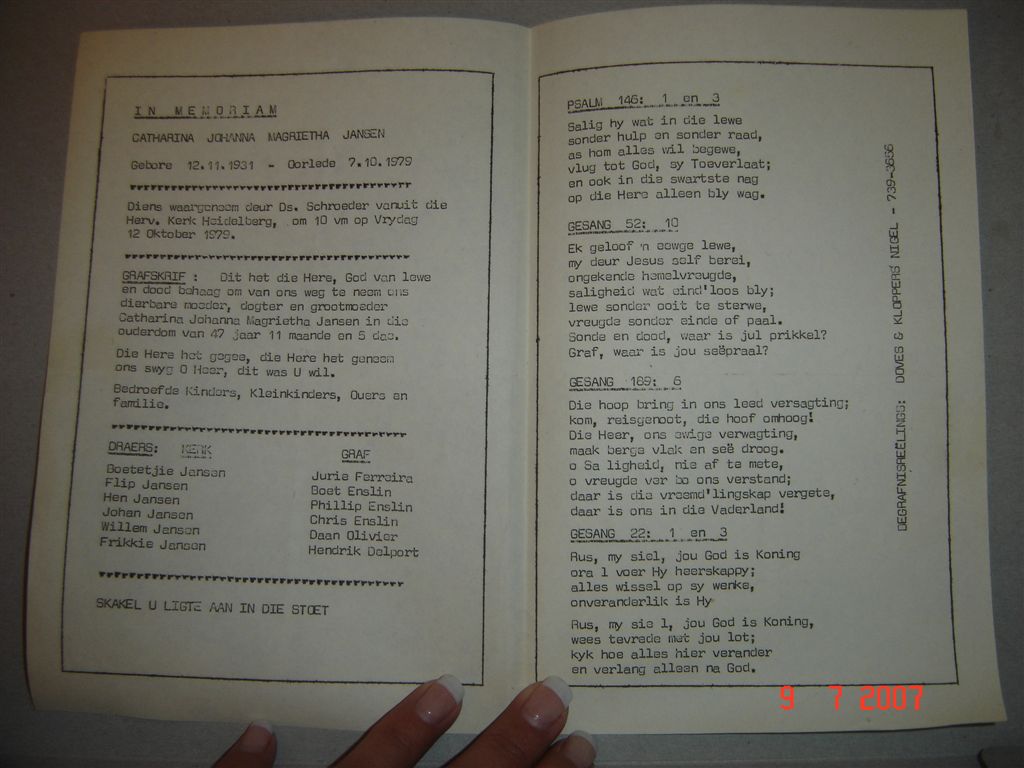 IN MEMORIAM
CATHARINA JOHANNA MAGRIETHA JANSEN
Gebore 12.11.1931 - Oorlede 7.10.1979
Diens waargeneem deur Ds. Schroeder vanuit die
Herv. Kerk Heidelberg, om 10 vm op Vrydag
12 Oktober 1979.
GRAFSKRIF : Dit het die Here, God van lewe
en dood behaag om van ons weg te neem ons
dierbare moeder, dogter en grootmoeder
Catharina Johanna Magrietha Jansen in die
ouderdom van 47 jaar 11 maande en 5 dae.
Die Here het gegee, die Here het geneem
ons swyg O Heer, dit was U wil.
Bedroefde Kinders, Kleinkinders, Ouers en
familie.
DRAERS: KERK
Boetetjie Jansen
Flip Jansen
Hen Jansen
Johan Jansen
Willem Jansen
Frikkie Jansen
GRAF
Jurie Ferreira
Boet Enslin
Phillip Enslin
Chris Enslin
Daan Olivier
Hendrik Delport
SKAKEL U LIGTE AAN IN DIE STOET
PSALM 146: 1 en 3
Salig hy wat in die lewe
sonder hulp en sonder raad,
as hom alles wil begewe,
vlug tot God, sy Toeverlaat;
en ook in die swartste nag
op die Here alleen bly wag.
GESANG 52: 10
Ek geloof 'n eewge lewe,
my deur Jesus self berei,
ongekende hemelvreugde,
saligheid wat eind'loos bly;
lewe sonder ooit te sterwe,
vreugde sonder einde of paal.
Sonde en dood, waar is jul prikkel?
Graf, waar is jou seëpraal?
GESANG 189: 6
Die hoop bring in ons leed versagting;
kom, reisgenoot, die hoof omhoog!
Die Heer, ons ewige verwagting,
maak berge vlak en seë droog.
o Sa ligheid, nie af te mete,
o vreugde ver bo ons verstand;
daar is die vreemd'lingskap vergete,
daar is ons in die Vaderland!
GESANG 22: 1 en 3
Rus, my siel, jou God is Koning
ora l voer Hy heerskappy;
alles wissel op sy wenke,
onveranderlik is Hy
Rus, my sie l, jou God is Koning,
wees tevrede met jou lot;
kyk hoe alles hier verander
en verlang alleen na God.
BEGRAFNISREËLINGS: DOVES & KLOPPERS NIGEL - 739-3656
9 7 2007